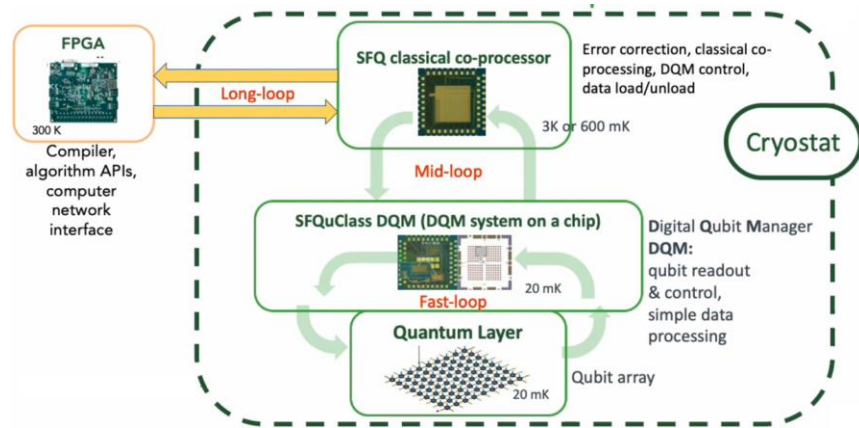 FPGA
300 K
Compiler,
algorithm APIs,
computer
network
interface
Long-loop
SFQ classical co-processor
3K or 600 mK
Error correction, classical co-
processing, DQM control,
data load/unload
Cryostat
Mid-loop
SFQuClass DQM (DQM system on a chip)
20 mK
Fast-loop
Digital Qubit Manager
DQM:
qubit readout
& control,
simple data
processing
Quantum Layer
20 mK
Qubit array